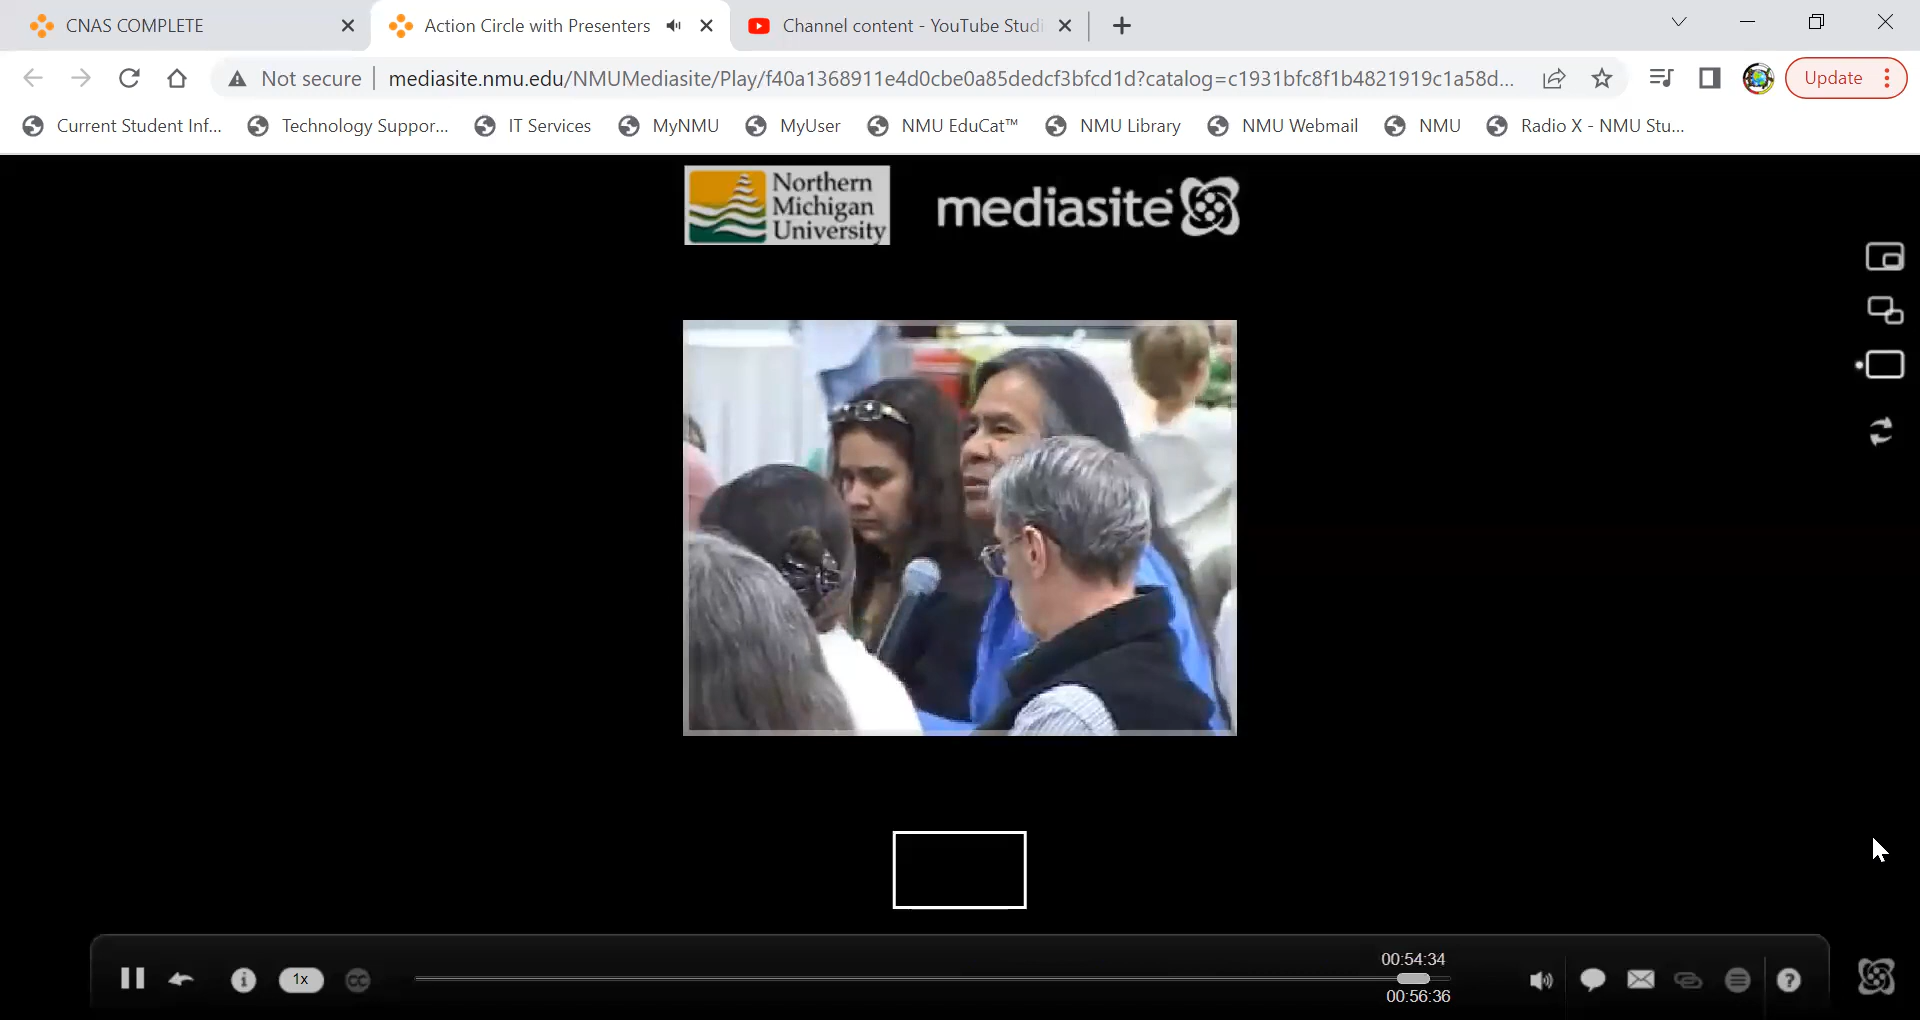 CNAS COMPLETE
Action Circle with Presenters
Channel content - YouTube Studi
Not secure
mediasite.nmu.edu/NMUMediasite/Play/f40a1368911e4d0cbe0a85dedcf3bfcd1d?catalog=c1931bfc8f1b4821919c1a58d...
Update
Current Student Inf...
Technology Suppor...
IT Services
MyNMU
MyUser
NMU EduCat™
NMU Library
NMU Webmail
NMU
Radio X - NMU Stu...
Northern
Michigan
University
mediasite
00:54:34
1x
CC
00:56:36